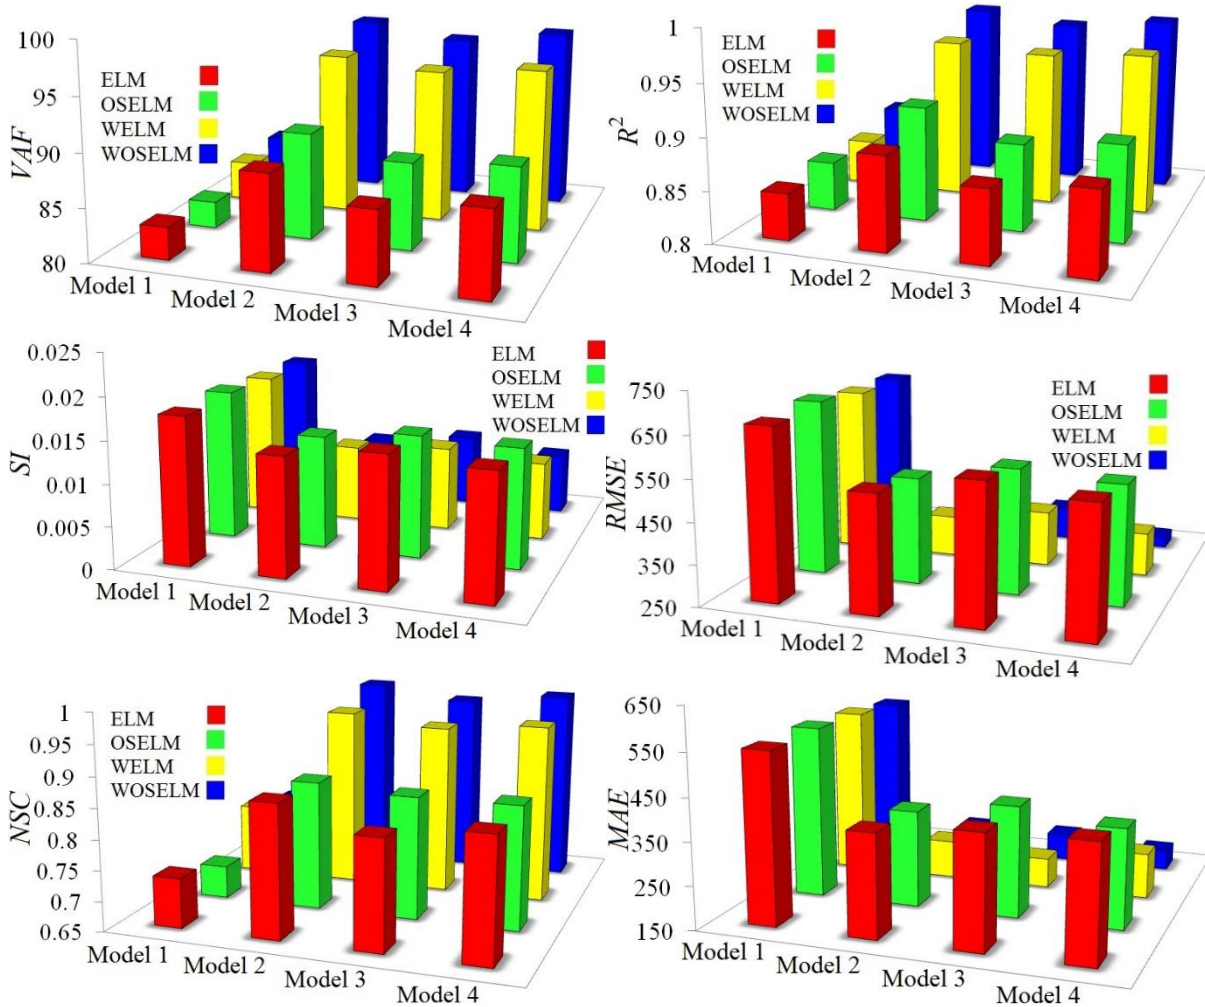 VAF
100
95
90
85
80
ELM
OSELM
WELM
WOSELM
Model 1
Model 2
Model 3
Model 4
R²
1
0.95
0.9
0.85
0.8
ELM
OSELM
WELM
WOSELM
Model 1
Model 2
Model 3
Model 4
SI
0.025
0.02
0.015
0.01
0.005
0
ELM
OSELM
WELM
WOSELM
Model 1
Model 2
Model 3
Model 4
RMSE
750
650
550
450
350
250
ELM
OSELM
WELM
WOSELM
Model 1
Model 2
Model 3
Model 4
NSC
1
0.95
0.9
0.85
0.8
0.75
0.7
0.65
ELM
OSELM
WELM
WOSELM
Model 1
Model 2
Model 3
Model 4
MAE
650
550
450
350
250
150
Model 1
Model 2
Model 3
Model 4